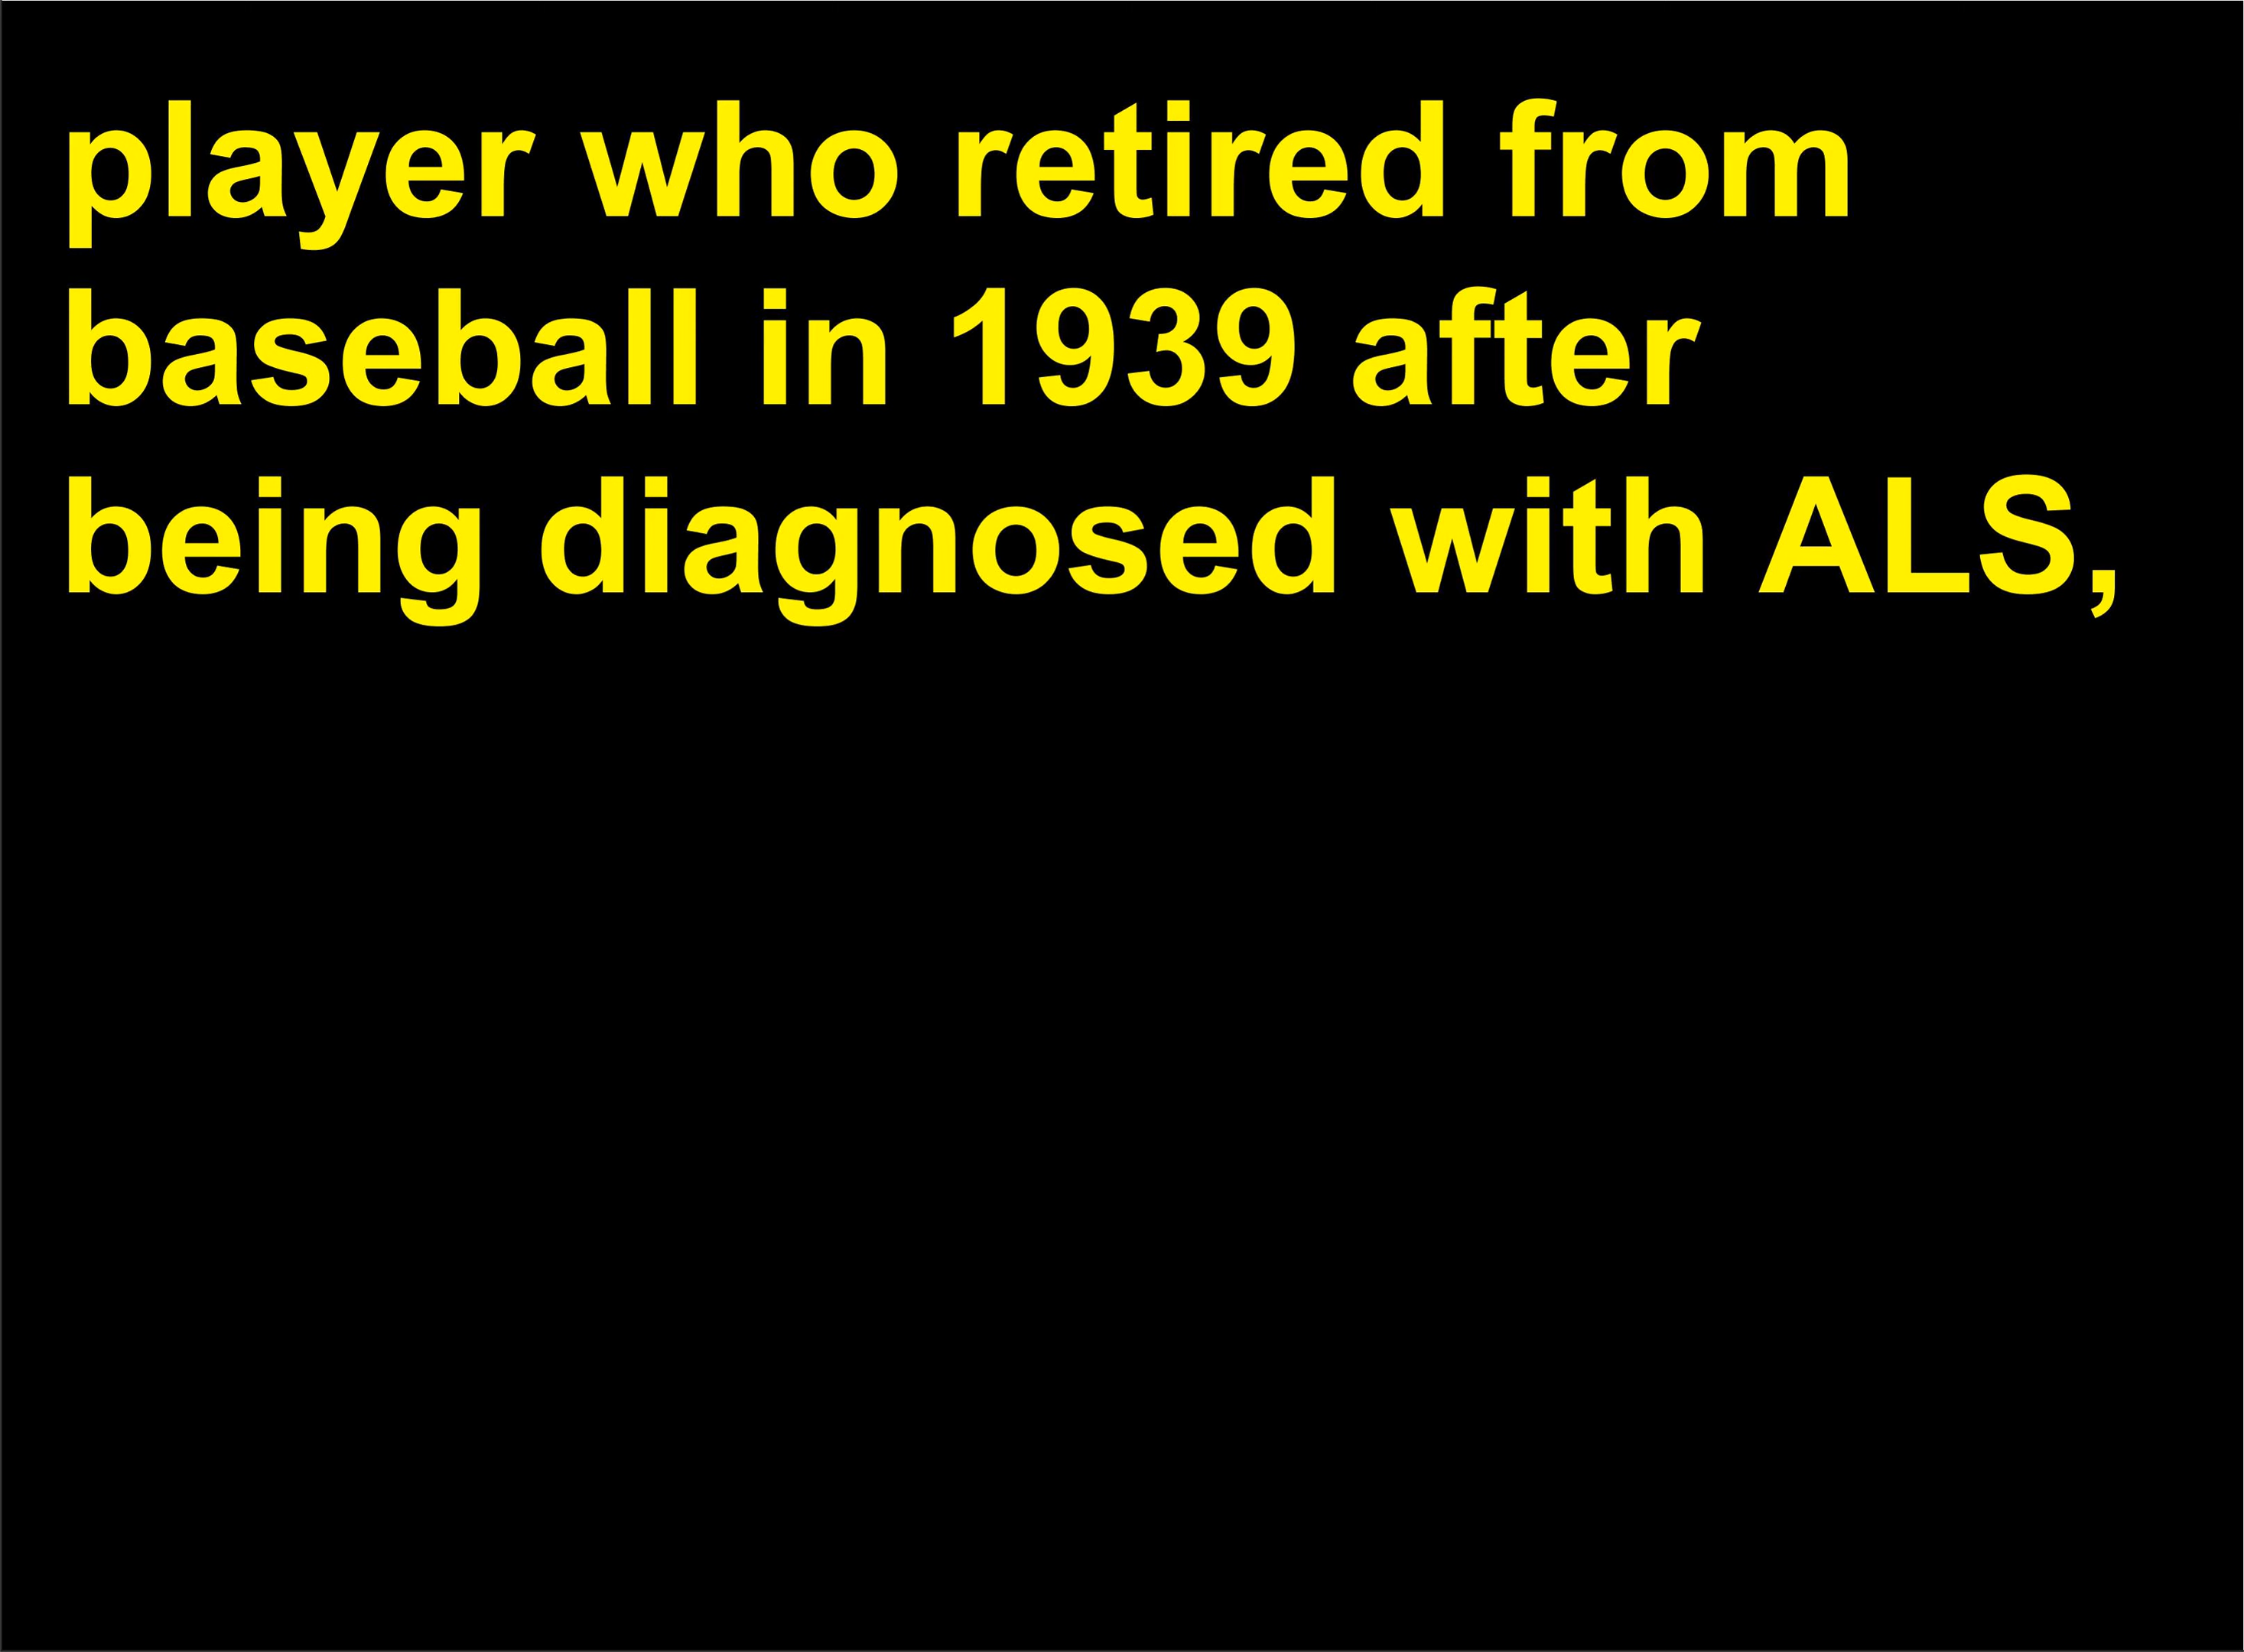 player who retired from
baseball in 1939 after
being diagnosed with ALS,